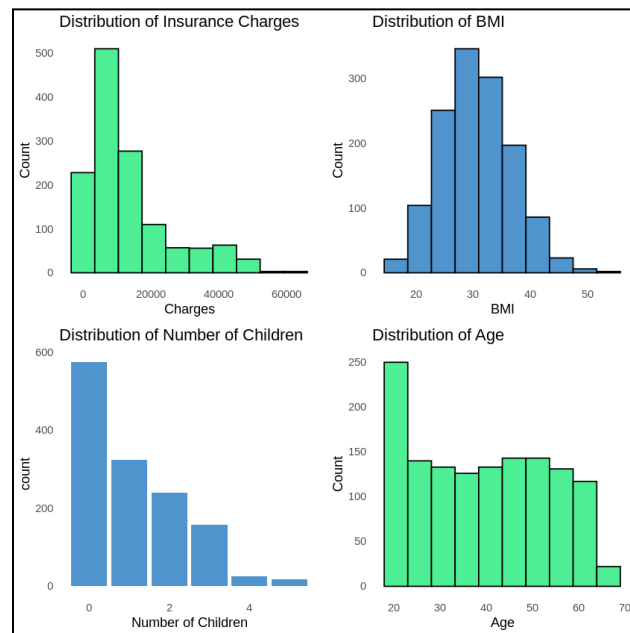 Distribution of Insurance Charges
500
400
300
200
100
0
Count
0 20000 40000 60000
Charges
Distribution of BMI
300
200
100
0
Count
20 30 40 50
BMI
Distribution of Number of Children
600
400
200
0
count
0 2 4
Number of Children
Distribution of Age
250
200
150
100
50
0
Count
20 30 40 50 60 70
Age